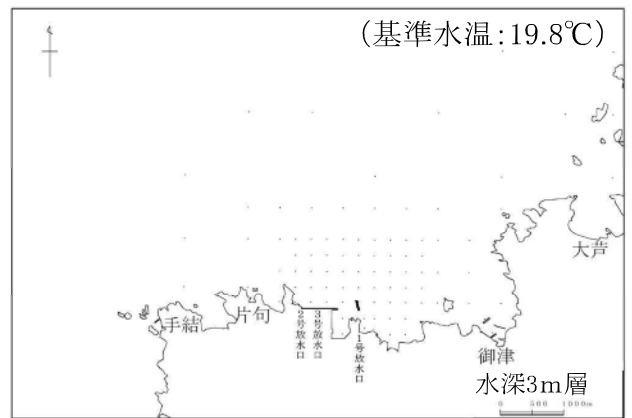 (基準水温:19.8℃)
大芦
手結
片句
2号放水口
3号放水口
1号放水口
御津
水深3m層
0 500 1000m